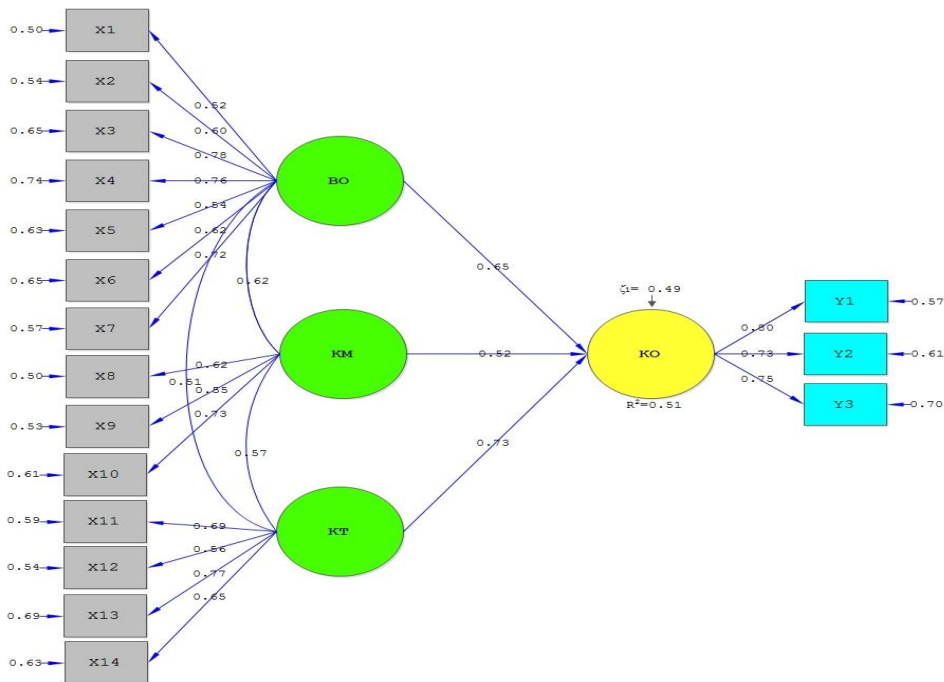 0.50
X1
0.54
X2
0.65
X3
0.74
X4
0.63
X5
0.65
X6
0.57
X7
0.50
X8
0.53
X9
0.61
X10
0.59
X11
0.54
X12
0.69
X13
0.63
X14
0.52
0.60
0.78
0.76
0.54
0.62
0.72
BO
0.62
0.62
0.55
0.73
0.51
KM
0.57
0.69
0.56
0.77
0.65
KT
0.65
0.52
0.73
ζ1= 0.49
KO
R²=0.51
0.80
0.73
0.75
Y1
0.57
Y2
0.61
Y3
0.70